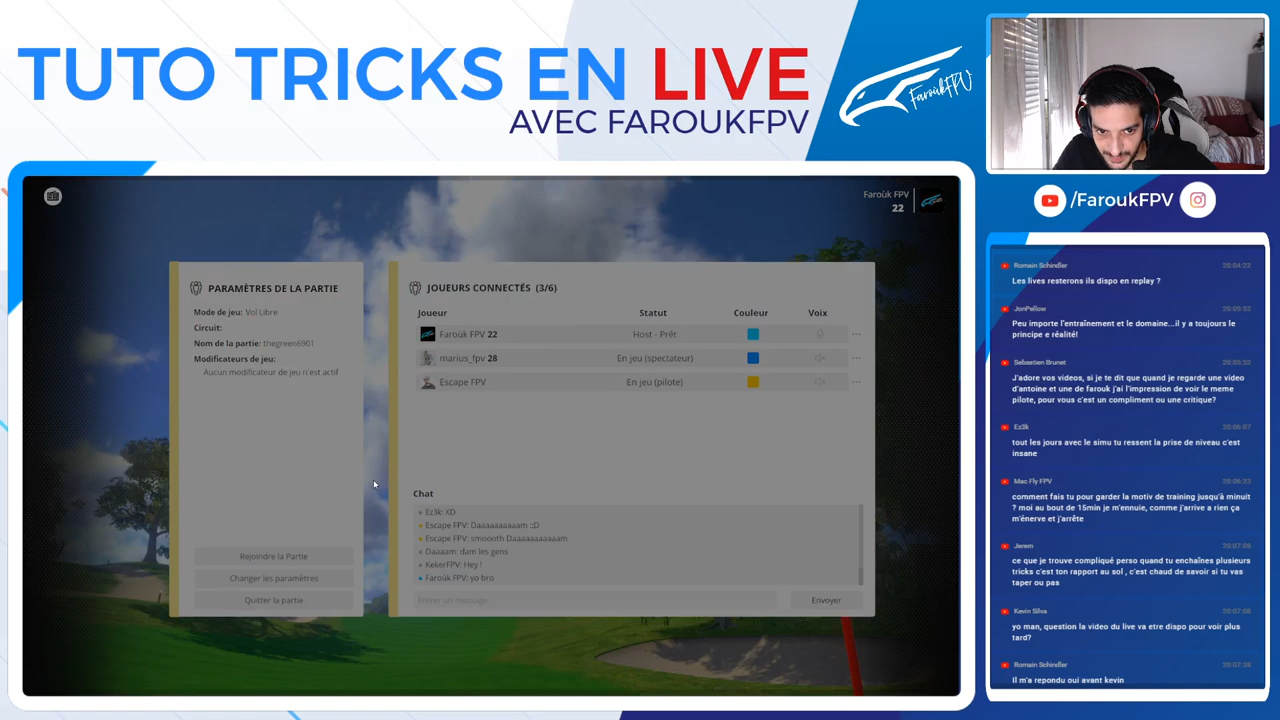 TUTO TRICKS EN LIVE
AVEC FAROUKFPV
FaroukFPV
/FaroukFPV
Faroùk FPV
22
PARAMÈTRES DE LA PARTIE
Mode de jeu: Vol Libre
Circuit:
Nom de la partie: thegreen6901
Modificateurs de jeu:
Aucun modificateur de jeu n'est actif
Rejoindre la Partie
Changer les paramètres
Quitter la partie
JOUEURS CONNECTÉS (3/6)
Joueur Statut Couleur Voix
Faroùk FPV 22 Host - Prêt
marius_fpv 28 En jeu (spectateur)
Escape FPV En jeu (pilote)
Chat
Ez3k: XD
Escape FPV: Daaaaaaaaam ::D
Escape FPV: smoooth Daaaaaaaaaaam
Daaaam: dam les gens
KekerFPV: Hey !
Faroùk FPV: yo bro
Entrer un message
Envoyer
Romain Schindler 20:04:22
Les lives resterons ils dispo en replay ?
JonPellow 20:05:52
Peu importe l'entraînement et le domaine...il y a toujours le
principe e réalité!
Sebastien Brunet 20:05:52
J'adore vos videos, si je te dit que quand je regarde une video
d'antoine et une de farouk j'ai l'impression de voir le meme
pilote, pour vous c'est un compliment ou une critique?
Ez3k 20:06:07
tout les jours avec le simu tu ressent la prise de niveau c'est
insane
Mac Fly FPV 20:06:23
comment fais tu pour garder la motiv de training jusqu'à minuit
? moi au bout de 15min je m'ennuie, comme j'arrive a rien ça
m'énerve et j'arrête
Jerem 20:07:08
ce que je trouve compliqué perso quand tu enchaînes plusieurs
tricks c'est ton rapport au sol , c'est chaud de savoir si tu vas
taper ou pas
Kevin Silva 20:07:08
yo man, question la video du live va etre dispo pour voir plus
tard?
Romain Schindler 20:07:38
Il m'a repondu oui avant kevin